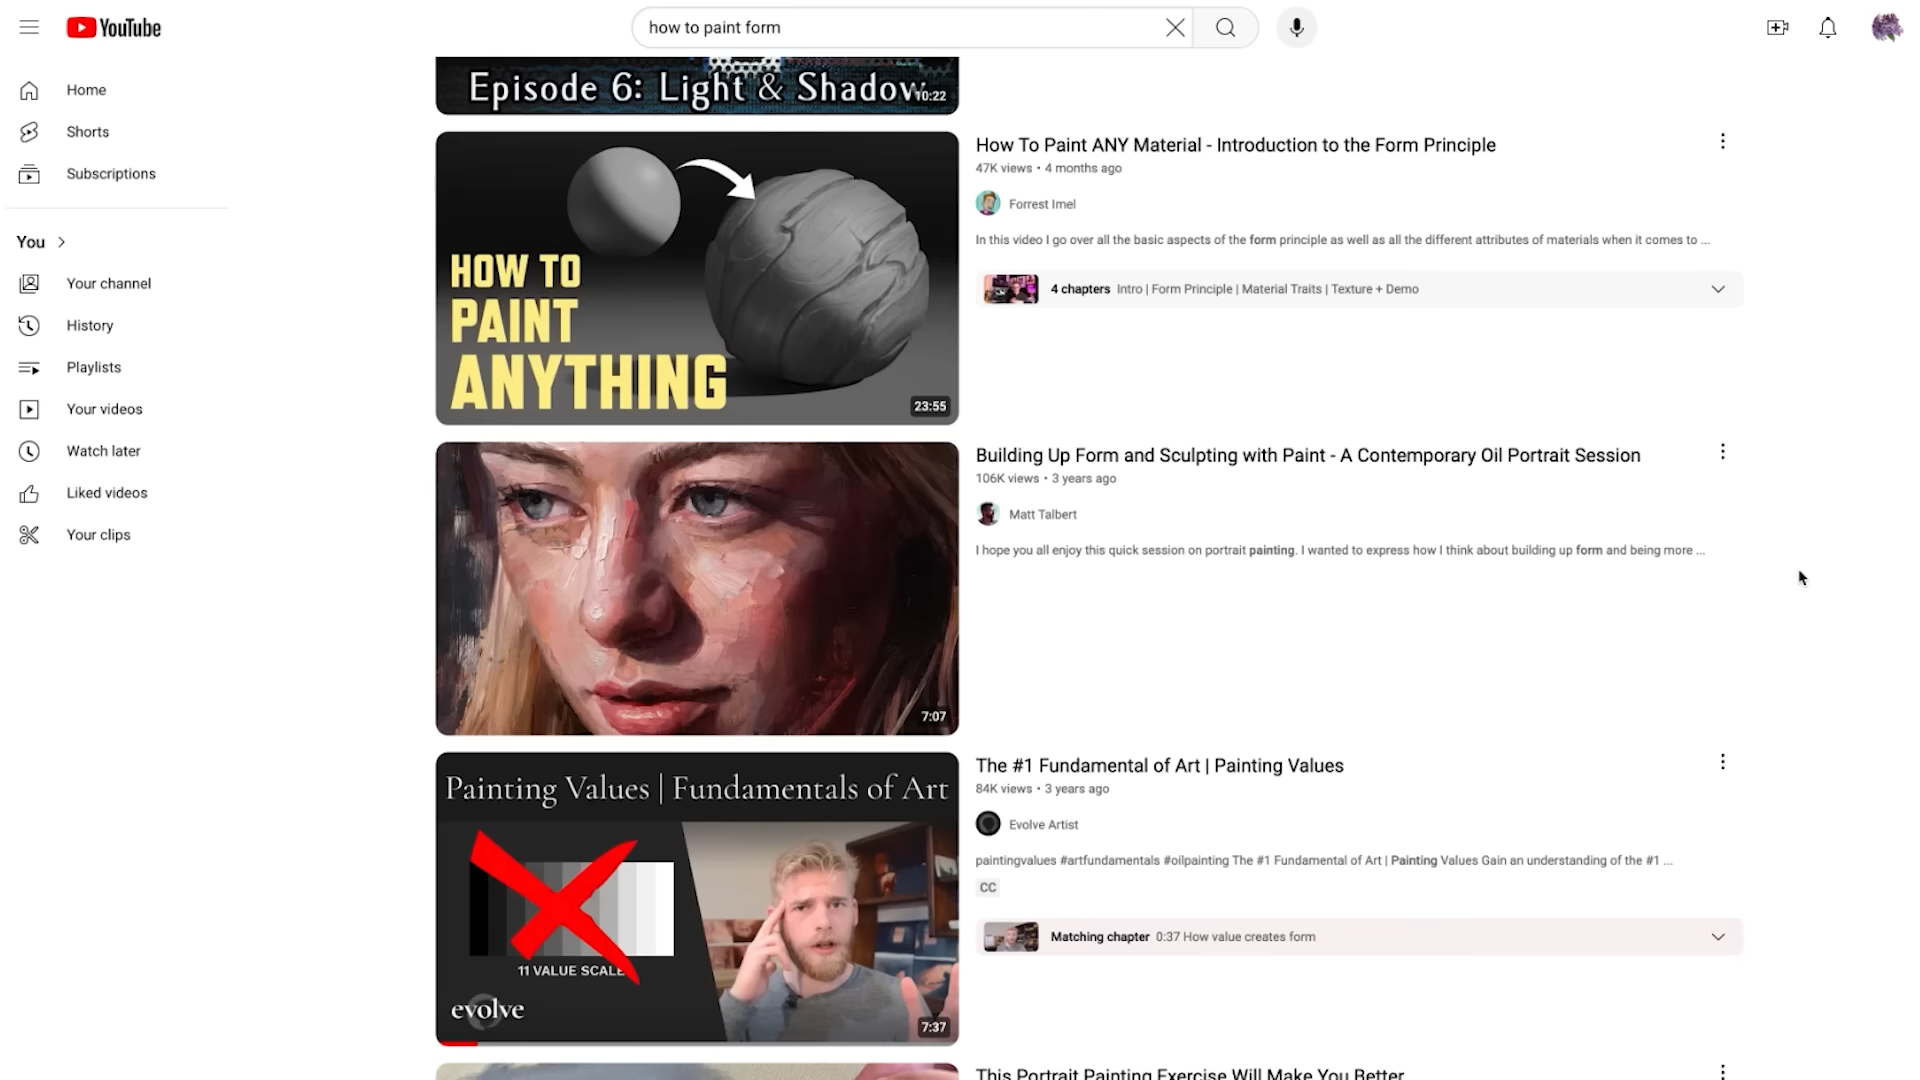 YouTube
how to paint form
Home
Shorts
Subscriptions
You
Your channel
History
Playlists
Your videos
Watch later
Liked videos
Your clips
Episode 6: Light & Shadow
10:22
HOW TO
PAINT
ANYTHING
23:55
How To Paint ANY Material - Introduction to the Form Principle
47K views • 4 months ago
Forrest Imel
In this video I go over all the basic aspects of the form principle as well as all the different attributes of materials when it comes to ...
4 chapters Intro | Form Principle | Material Traits | Texture + Demo
7:07
Building Up Form and Sculpting with Paint - A Contemporary Oil Portrait Session
106K views • 3 years ago
Matt Talbert
I hope you all enjoy this quick session on portrait painting. I wanted to express how I think about building up form and being more ...
Painting Values | Fundamentals of Art
11 VALUE SCALE
evolve
7:37
The #1 Fundamental of Art | Painting Values
84K views • 3 years ago
Evolve Artist
paintingvalues #artfundamentals #oilpainting The #1 Fundamental of Art | Painting Values Gain an understanding of the #1 ...
CC
Matching chapter 0:37 How value creates form
This Portrait Painting Exercise Will Make You Better